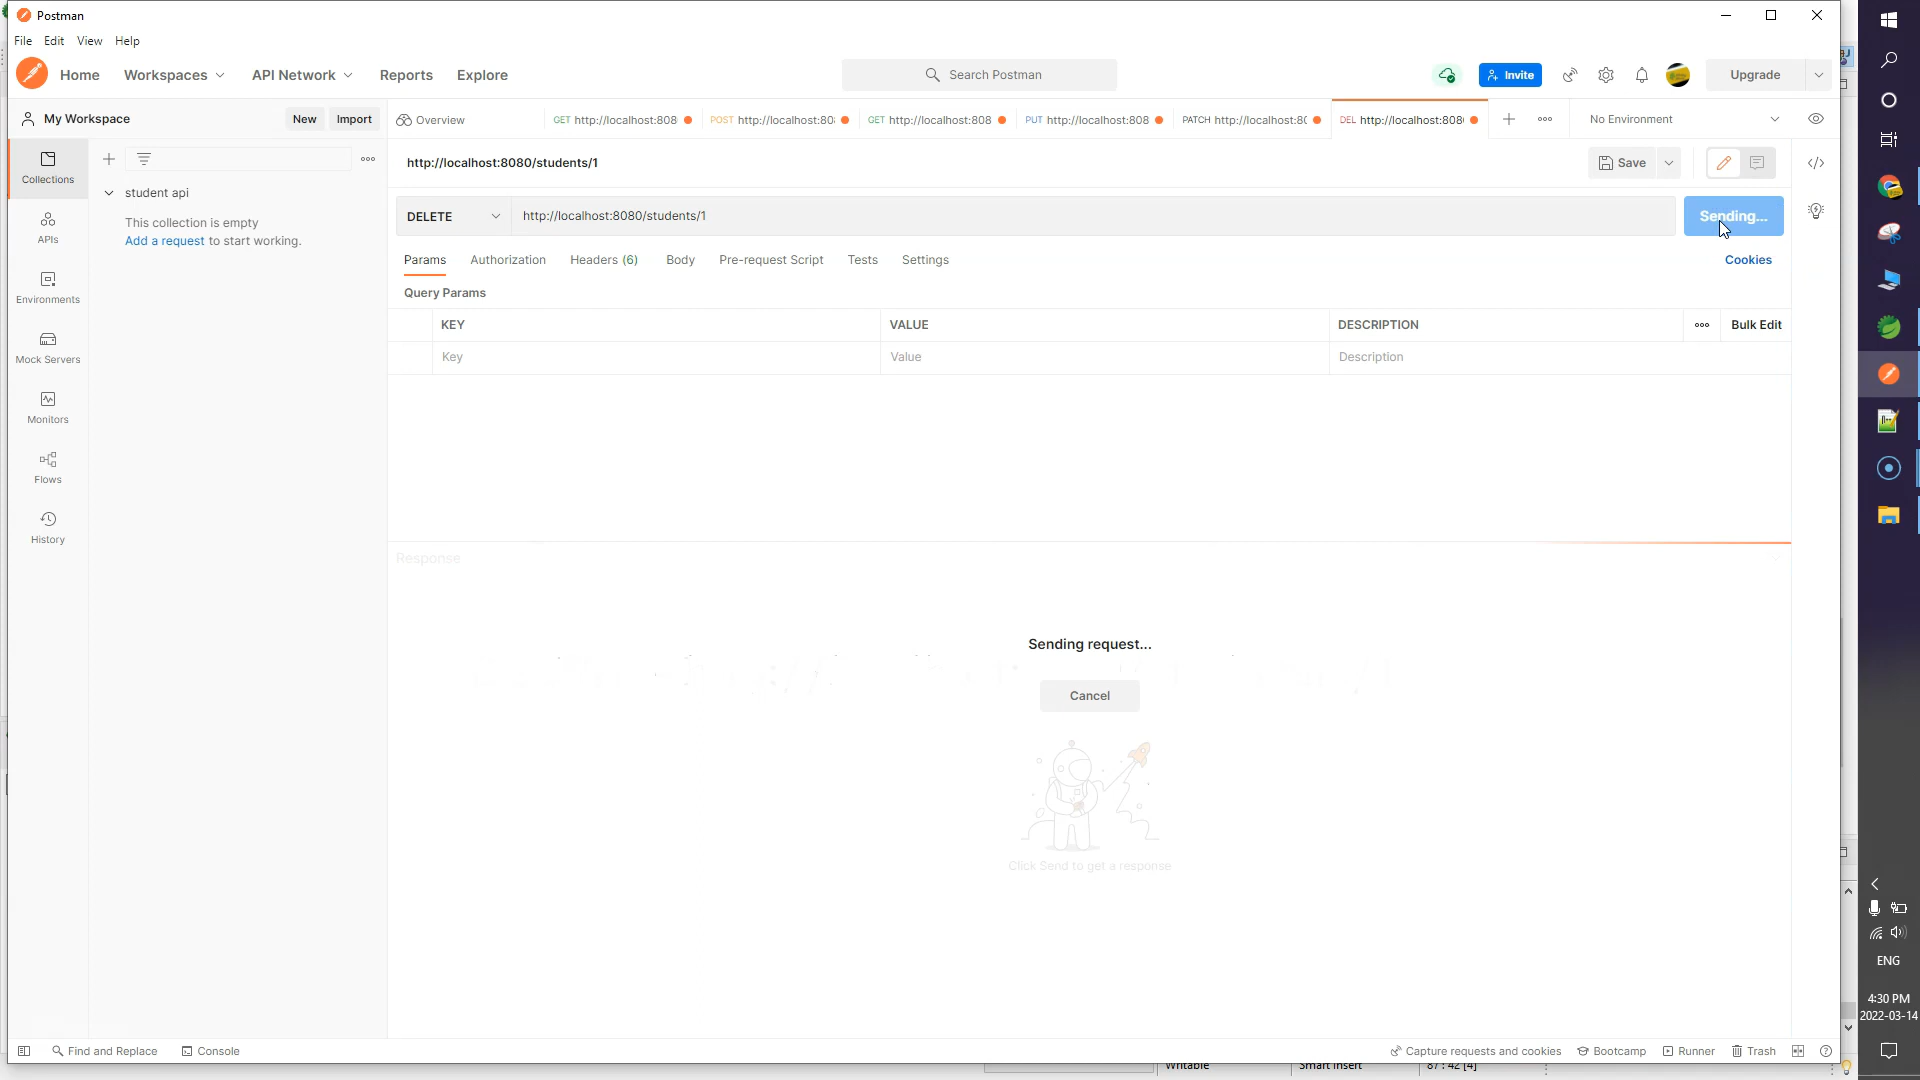 Postman
File Edit View Help
Home Workspaces API Network Reports Explore Search Postman Invite Upgrade
My Workspace New Import Overview GET http://localhost:808 POST http://localhost:80 GET http://localhost:808 PUT http://localhost:808 PATCH http://localhost:8 DEL http://localhost:808 No Environment
http://localhost:8080/students/1 Save
Collections
student api
This collection is empty
Add a request to start working.
APIs
Environments
Mock Servers
Monitors
Flows
History
DELETE http://localhost:8080/students/1 Sending...
Params Authorization Headers (6) Body Pre-request Script Tests Settings Cookies
Query Params
KEY VALUE DESCRIPTION Bulk Edit
Key Value Description
Response
Sending request...
Cancel
Click Send to get a response
Find and Replace Console Capture requests and cookies Bootcamp Runner Trash
Writable Smart Insert 87 : 42 [4]
ENG
4:30 PM
2022-03-14